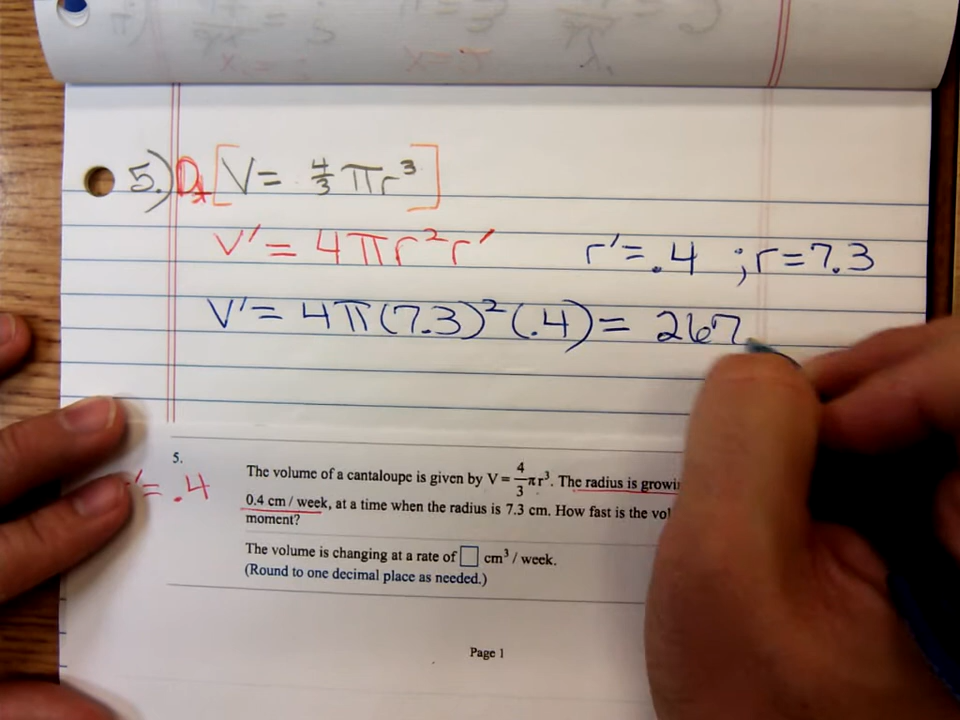 5.) Dt [V = 4/3 πr³]
V' = 4πr²r' r' = .4 ; r = 7.3
V' = 4π(7.3)²(.4) = 267
5.
The volume of a cantaloupe is given by V = 4/3 πr³. The radius is growi
' = .4
0.4 cm / week, at a time when the radius is 7.3 cm. How fast is the vol
moment?
The volume is changing at a rate of □ cm³ / week.
(Round to one decimal place as needed.)
Page 1